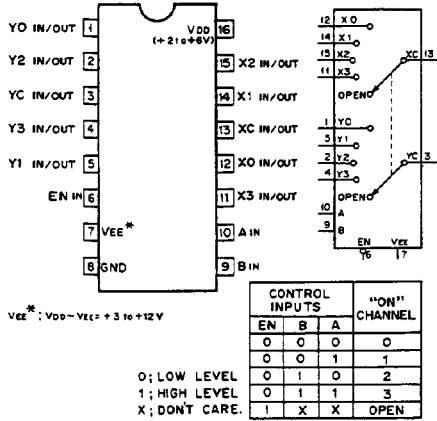 Y0 IN/OUT 1
Y2 IN/OUT 2
YC IN/OUT 3
Y3 IN/OUT 4
Y1 IN/OUT 5
EN IN 6
7 VEE*
8 GND
VDD 16
(+2 to +6V)
15 X2 IN/OUT
14 X1 IN/OUT
13 XC IN/OUT
12 X0 IN/OUT
11 X3 IN/OUT
10 A IN
9 B IN
12 X0
14 X1
15 X2
11 X3
OPEN
XC 13
1 Y0
5 Y1
2 Y2
4 Y3
OPEN
YC 3
10 A
9 B
EN VEE
6 7
VEE*: VDD-VEE=+3 to +12V
CONTROL INPUTS "ON" CHANNEL
EN B A
0 0 0 0
0 0 1 1
0 1 0 2
0 1 1 3
1 X X OPEN
0; LOW LEVEL
1; HIGH LEVEL
X; DON'T CARE.